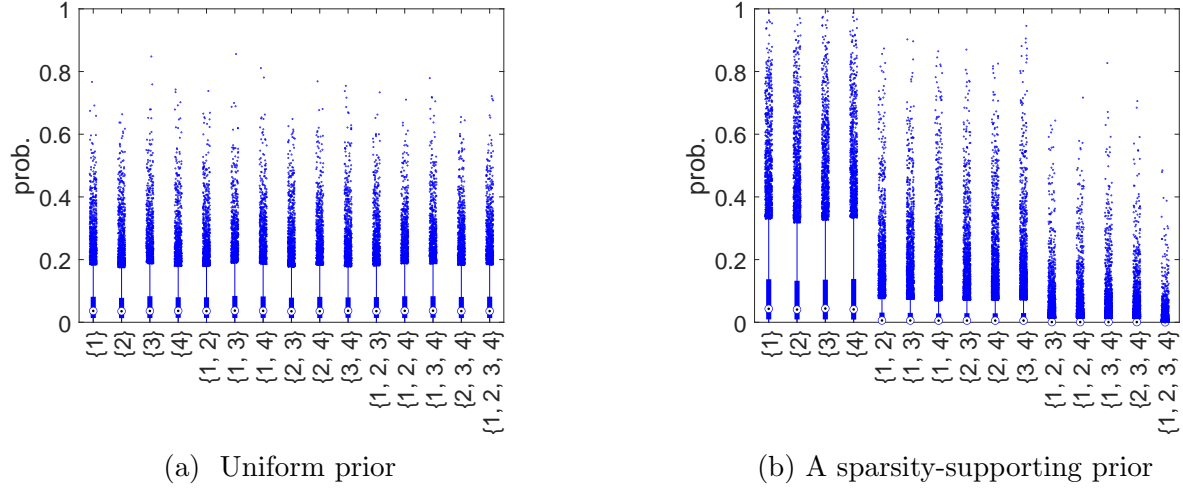 1
0.8
0.6
0.4
0.2
0
prob.
{1}
{2}
{3}
{4}
{1, 2}
{1, 3}
{1, 4}
{2, 3}
{2, 4}
{3, 4}
{1, 2, 3}
{1, 2, 4}
{1, 3, 4}
{2, 3, 4}
{1, 2, 3, 4}
(a) Uniform prior
1
0.8
0.6
0.4
0.2
0
prob.
{1}
{2}
{3}
{4}
{1, 2}
{1, 3}
{1, 4}
{2, 3}
{2, 4}
{3, 4}
{1, 2, 3}
{1, 2, 4}
{1, 3, 4}
{2, 3, 4}
{1, 2, 3, 4}
(b) A sparsity-supporting prior